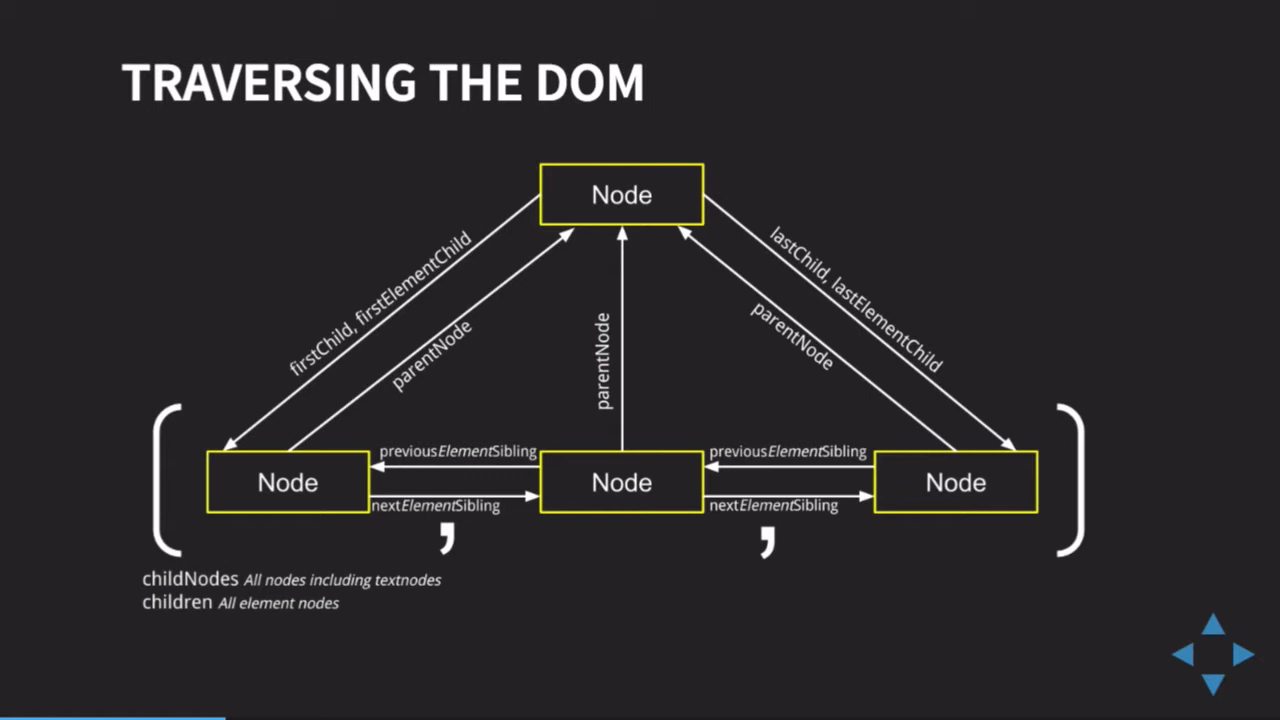 TRAVERSING THE DOM
Node
firstChild, firstElementChild
lastChild, lastElementChild
parentNode
parentNode
parentNode
previousElementSibling
previousElementSibling
Node
Node
Node
nextElementSibling
nextElementSibling
,
,
childNodes All nodes including textnodes
children All element nodes